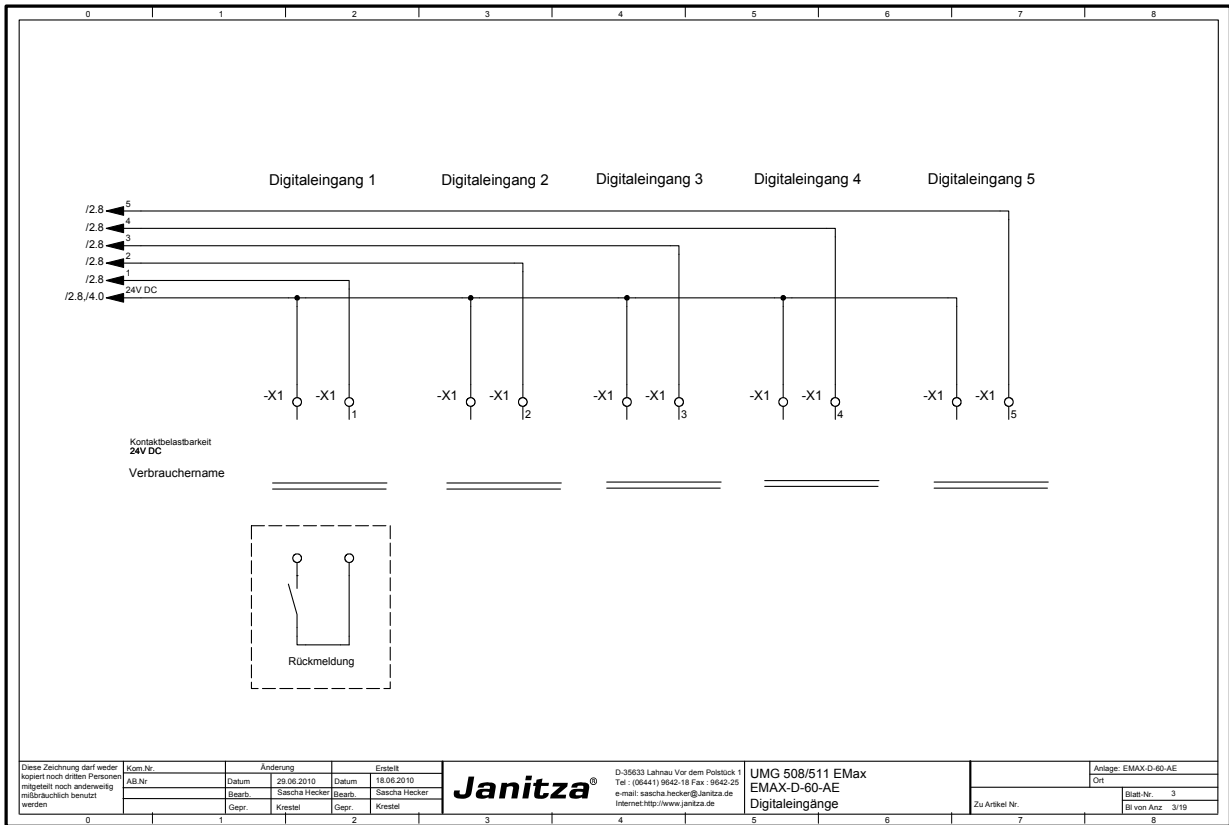 0 1 2 3 4 5 6 7 8
Digitaleingang 1 Digitaleingang 2 Digitaleingang 3 Digitaleingang 4 Digitaleingang 5
/2.8 5
/2.8 4
/2.8 3
/2.8 2
/2.8 1
/2.8,/4.0 24V DC
-X1 -X1 -X1 -X1 -X1 -X1 -X1 -X1 -X1 -X1
1 2 3 4 5
Kontaktbelastbarkeit
24V DC
Verbrauchername
Rückmeldung
Diese Zeichnung darf weder
kopiert noch dritten Personen
mitgeteilt noch anderweitig
mißbräuchlich benutzt
werden
Kom.Nr. Änderung Erstellt
AB.Nr Datum 29.06.2010 Datum 18.06.2010
Bearb. Sascha Hecker Bearb. Sascha Hecker
Gepr. Krestel Gepr. Krestel
Janitza®
D-35633 Lahnau Vor dem Polstück 1
Tel : (06441) 9642-18 Fax : 9642-25
e-mail: sascha.hecker@Janitza.de
Internet:http://www.janitza.de
UMG 508/511 EMax
EMAX-D-60-AE
Digitaleingänge
Zu Artikel Nr.
Anlage: EMAX-D-60-AE
Ort
Blatt-Nr. 3
Bl von Anz 3/19
0 1 2 3 4 5 6 7 8